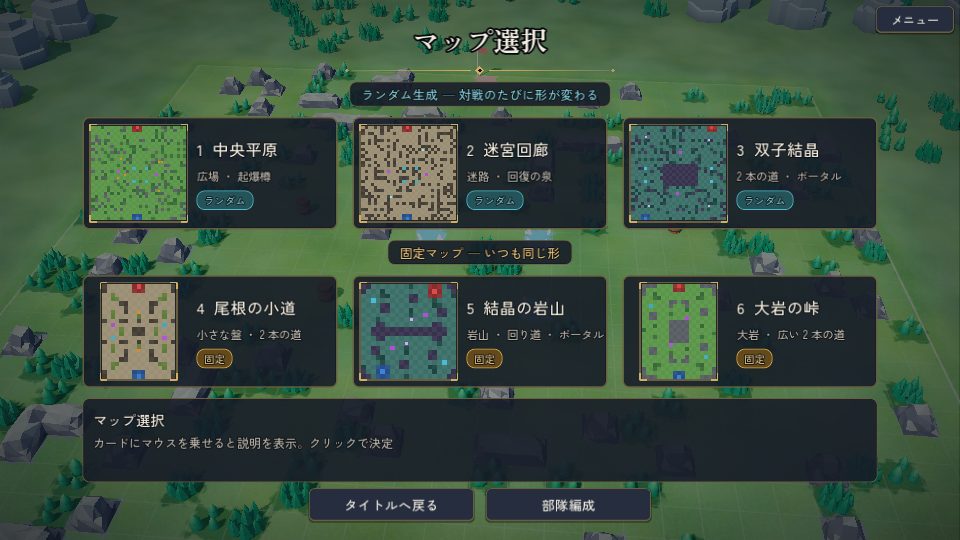 メニュー
マップ選択
ランダム生成 — 対戦のたびに形が変わる
1 中央平原
広場 ・ 起爆樽
ランダム
2 迷宮回廊
迷路 ・ 回復の泉
ランダム
3 双子結晶
2本の道 ・ ポータル
ランダム
固定マップ — いつも同じ形
4 尾根の小道
小さな盤 ・ 2本の道
固定
5 結晶の岩山
岩山 ・ 回り道 ・ ポータル
固定
6 大岩の峠
大岩 ・ 広い2本の道
固定
マップ選択
カードにマウスを乗せると説明を表示。クリックで決定
タイトルへ戻る
部隊編成